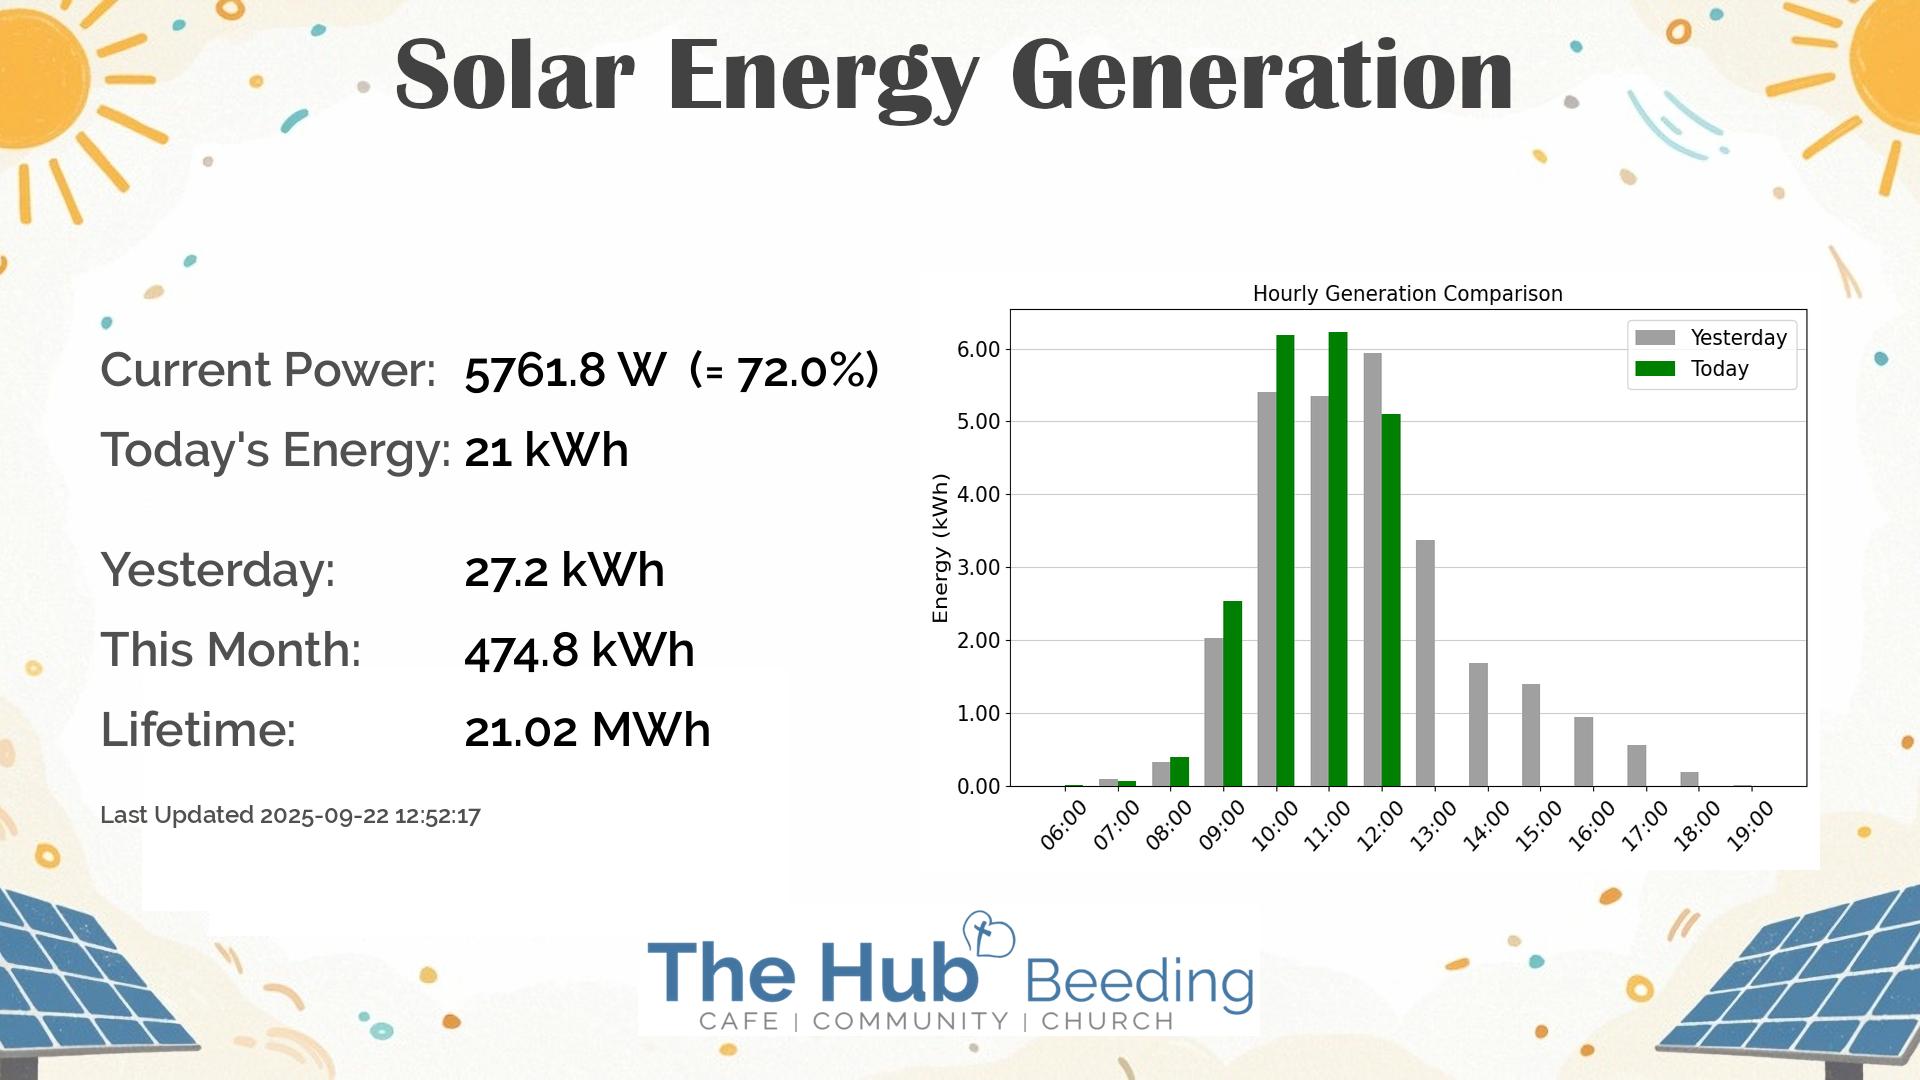 Solar Energy Generation
Current Power: 5761.8 W (= 72.0%)
Today's Energy: 21 kWh
Yesterday: 27.2 kWh
This Month: 474.8 kWh
Lifetime: 21.02 MWh
Last Updated 2025-09-22 12:52:17
Hourly Generation Comparison
Yesterday
Today
Energy (kWh)
6.00
5.00
4.00
3.00
2.00
1.00
0.00
06:00 07:00 08:00 09:00 10:00 11:00 12:00 13:00 14:00 15:00 16:00 17:00 18:00 19:00
The Hub Beeding
CAFE | COMMUNITY | CHURCH